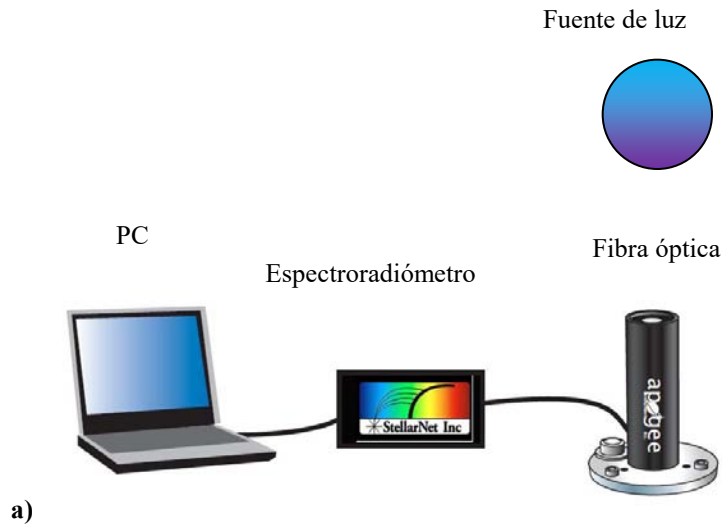 Fuente de luz
PC
Fibra óptica
Espectroradiómetro
StellarNet Inc
apogee
a)